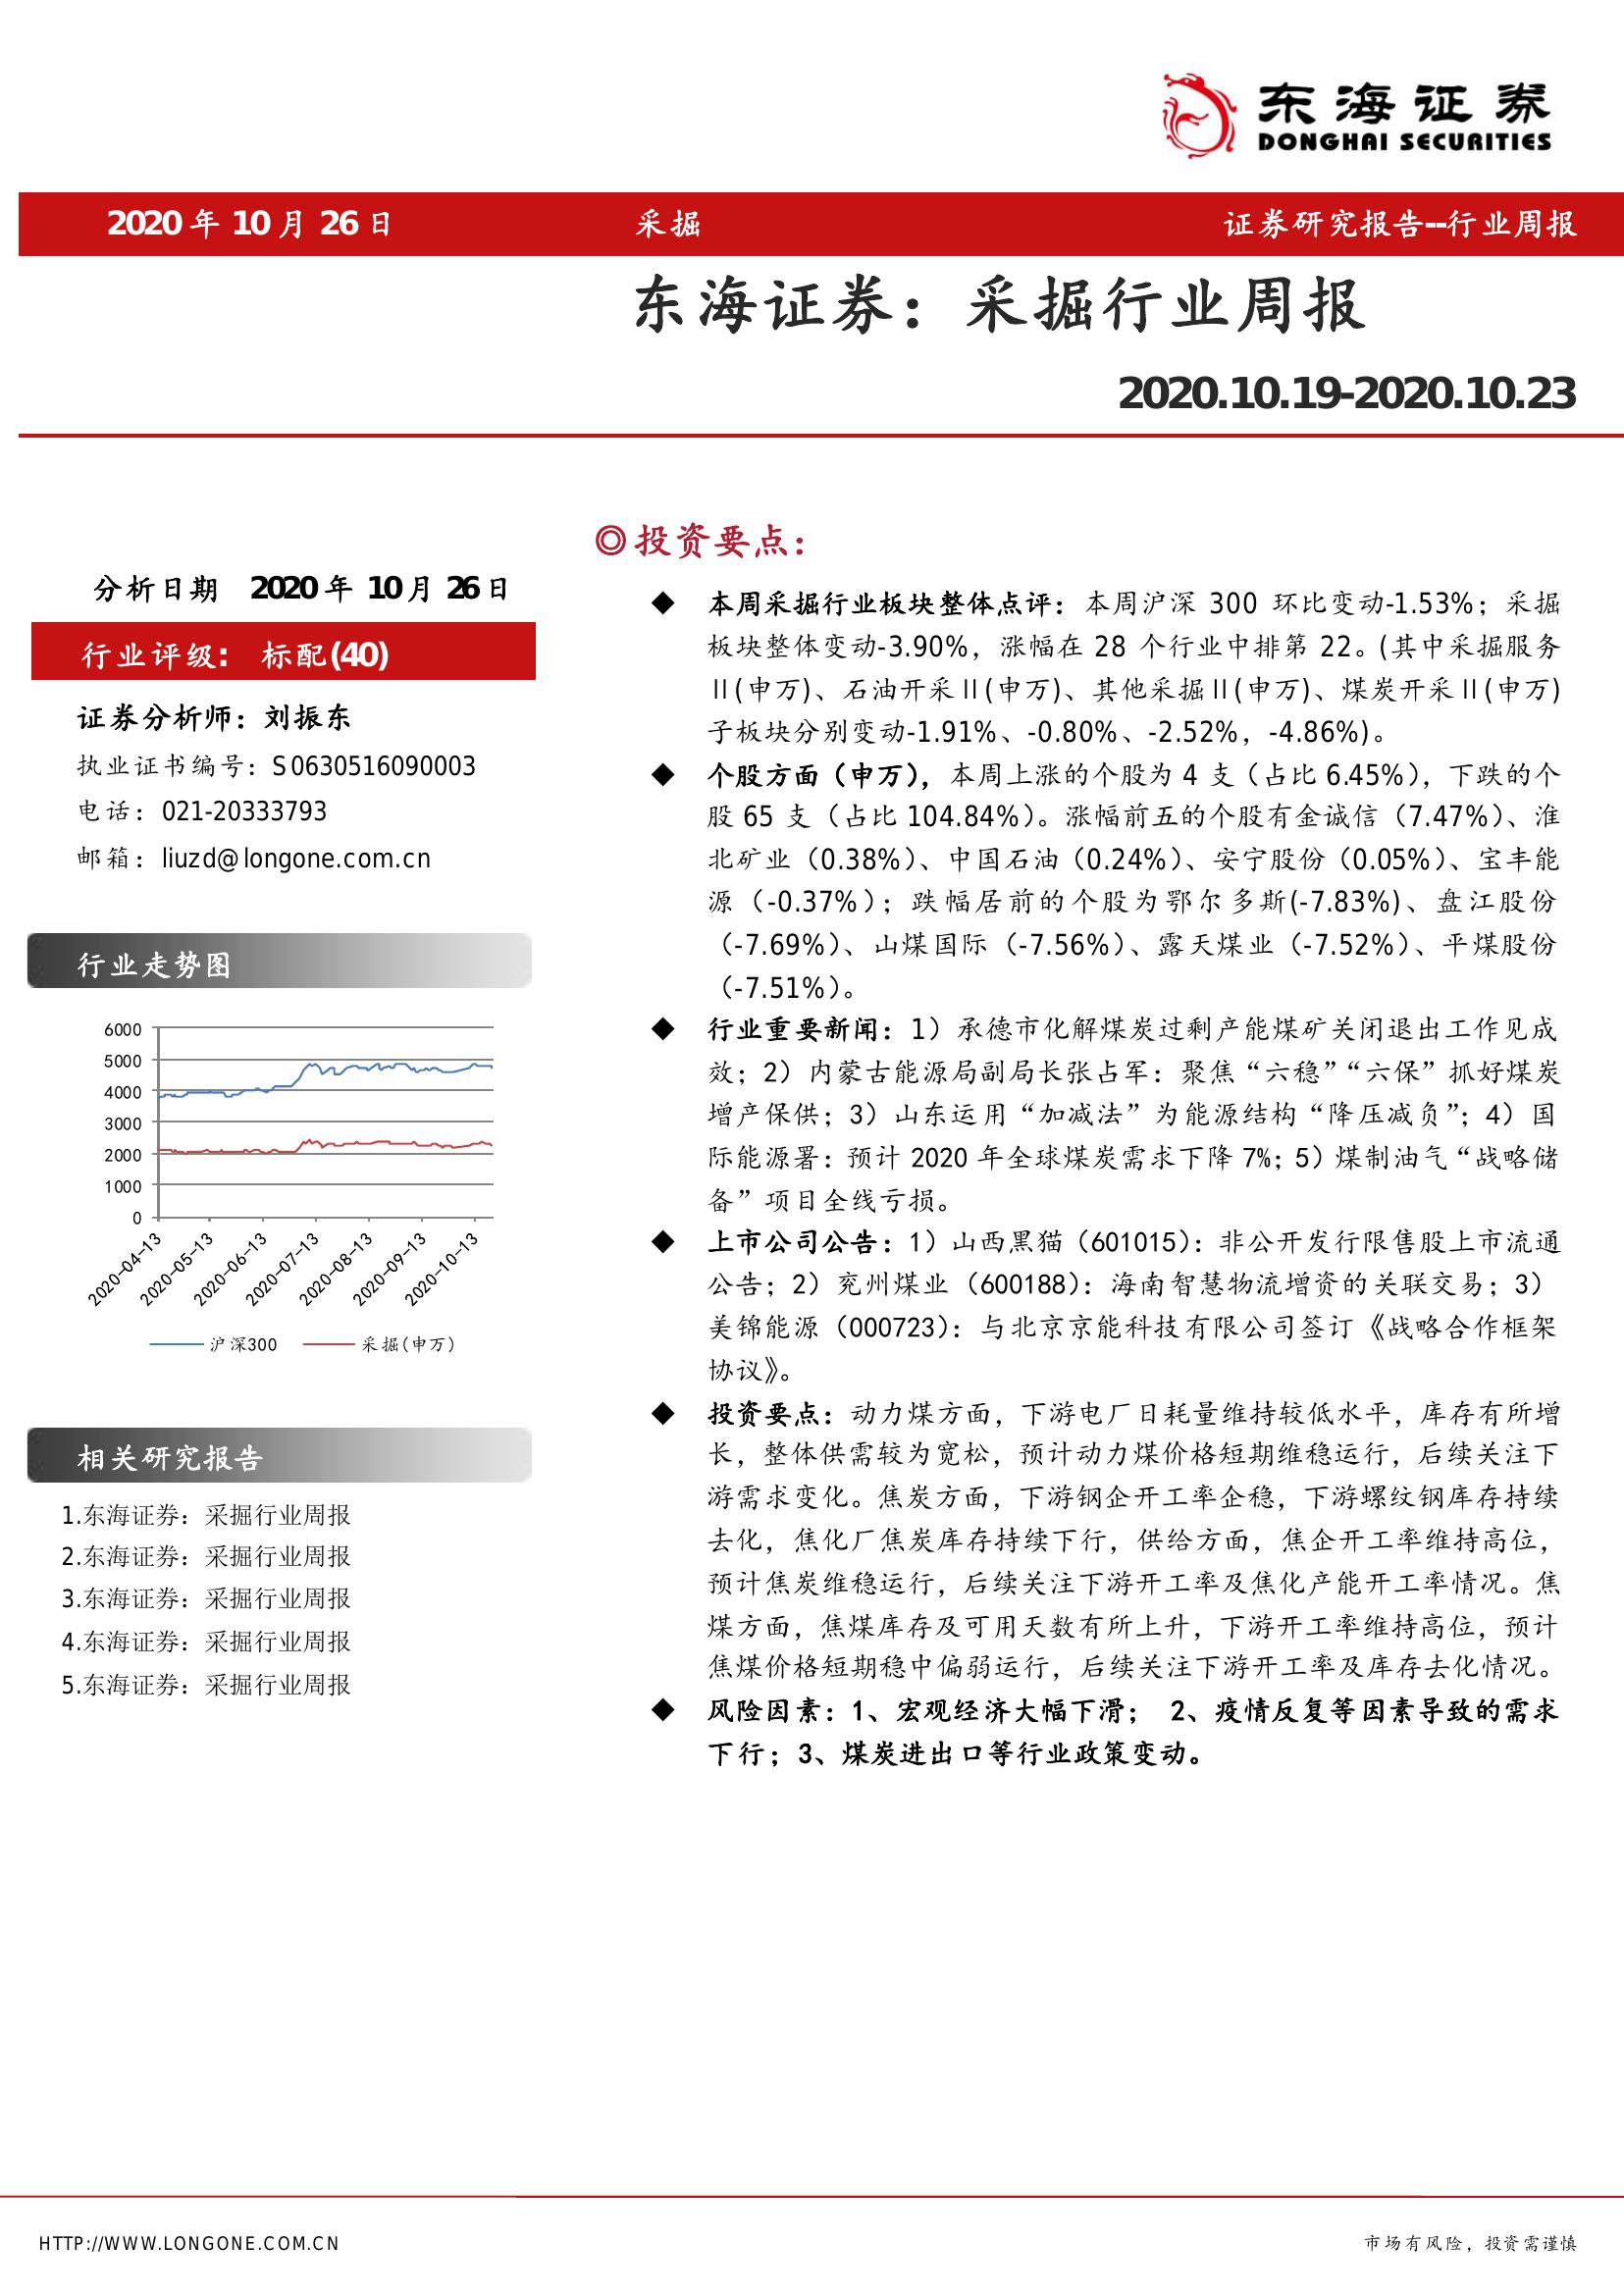 东海证券
DONGHAI SECURITIES
2020 年 10 月 26 日 采掘 证券研究报告--行业周报
东海证券：采掘行业周报
2020.10.19-2020.10.23
分析日期 2020 年 10 月 26 日
行业评级： 标配(40)
证券分析师：刘振东
执业证书编号：S0630516090003
电话：021-20333793
邮箱：liuzd@longone.com.cn
行业走势图
6000
5000
4000
3000
2000
1000
0
2020-04-13
2020-05-13
2020-06-13
2020-07-13
2020-08-13
2020-09-13
2020-10-13
沪深300 采掘(申万)
相关研究报告
1.东海证券：采掘行业周报
2.东海证券：采掘行业周报
3.东海证券：采掘行业周报
4.东海证券：采掘行业周报
5.东海证券：采掘行业周报
◎投资要点：
◆ 本周采掘行业板块整体点评：本周沪深 300 环比变动-1.53%；采掘
板块整体变动-3.90%，涨幅在 28 个行业中排第 22。(其中采掘服务
Ⅱ(申万)、石油开采Ⅱ(申万)、其他采掘Ⅱ(申万)、煤炭开采Ⅱ(申万)
子板块分别变动-1.91%、-0.80%、-2.52%，-4.86%)。
◆ 个股方面（申万），本周上涨的个股为 4 支（占比 6.45%），下跌的个
股 65 支（占比 104.84%）。涨幅前五的个股有金诚信（7.47%）、淮
北矿业（0.38%）、中国石油（0.24%）、安宁股份（0.05%）、宝丰能
源（-0.37%）；跌幅居前的个股为鄂尔多斯(-7.83%)、盘江股份
（-7.69%）、山煤国际（-7.56%）、露天煤业（-7.52%）、平煤股份
（-7.51%）。
◆ 行业重要新闻：1）承德市化解煤炭过剩产能煤矿关闭退出工作见成
效；2）内蒙古能源局副局长张占军：聚焦“六稳”“六保”抓好煤炭
增产保供；3）山东运用“加减法”为能源结构“降压减负”；4）国
际能源署：预计 2020 年全球煤炭需求下降 7%；5）煤制油气“战略储
备”项目全线亏损。
◆ 上市公司公告：1）山西黑猫（601015）：非公开发行限售股上市流通
公告；2）兖州煤业（600188）：海南智慧物流增资的关联交易；3）
美锦能源（000723）：与北京京能科技有限公司签订《战略合作框架
协议》。
◆ 投资要点：动力煤方面，下游电厂日耗量维持较低水平，库存有所增
长，整体供需较为宽松，预计动力煤价格短期维稳运行，后续关注下
游需求变化。焦炭方面，下游钢企开工率企稳，下游螺纹钢库存持续
去化，焦化厂焦炭库存持续下行，供给方面，焦企开工率维持高位，
预计焦炭维稳运行，后续关注下游开工率及焦化产能开工率情况。焦
煤方面，焦煤库存及可用天数有所上升，下游开工率维持高位，预计
焦煤价格短期稳中偏弱运行，后续关注下游开工率及库存去化情况。
◆ 风险因素：1、宏观经济大幅下滑； 2、疫情反复等因素导致的需求
下行；3、煤炭进出口等行业政策变动。
HTTP://WWW.LONGONE.COM.CN 市场有风险，投资需谨慎